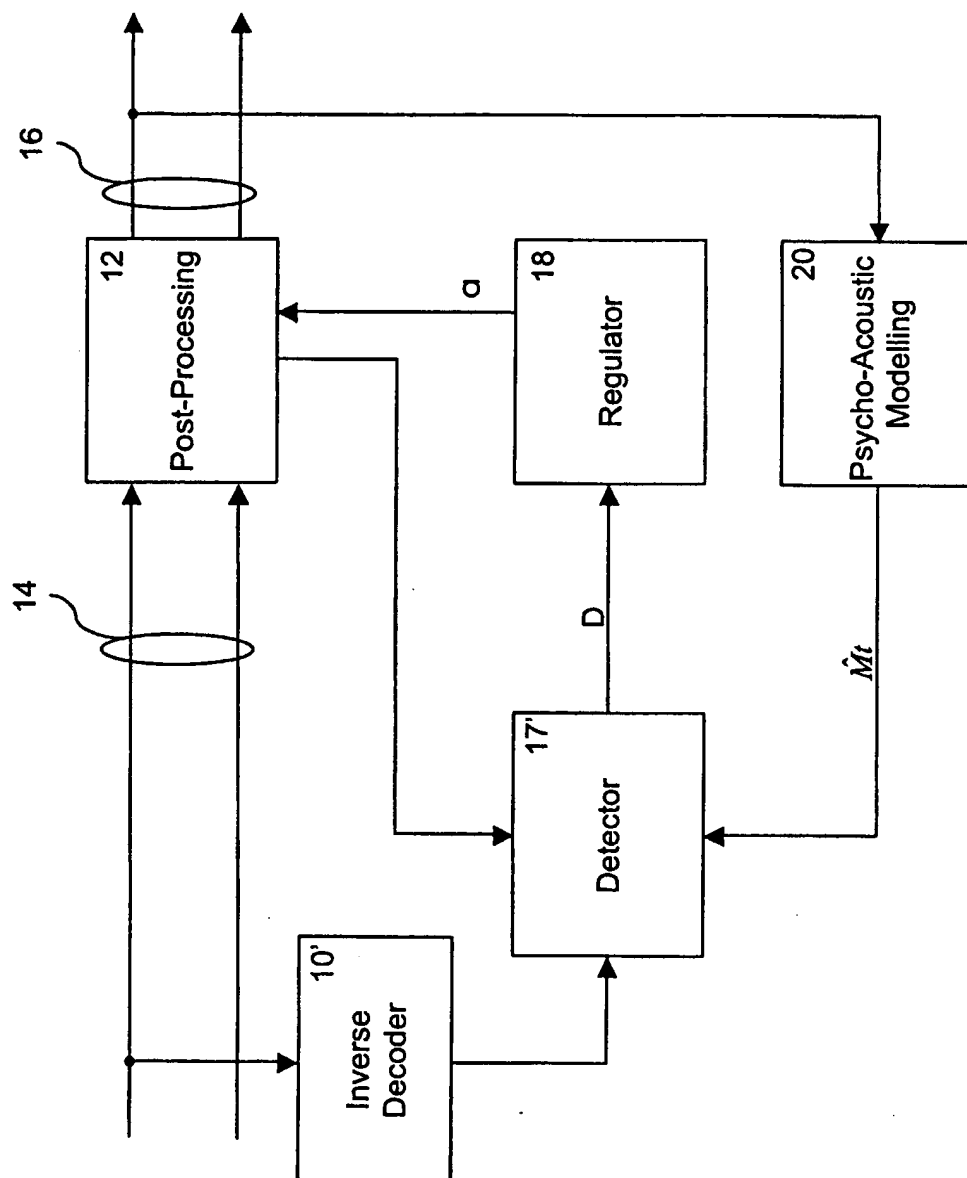 16
12
Post-Processing
14
a
18
Regulator
20
Psycho-Acoustic
Modelling
D
M̂t
17'
Detector
10'
Inverse
Decoder